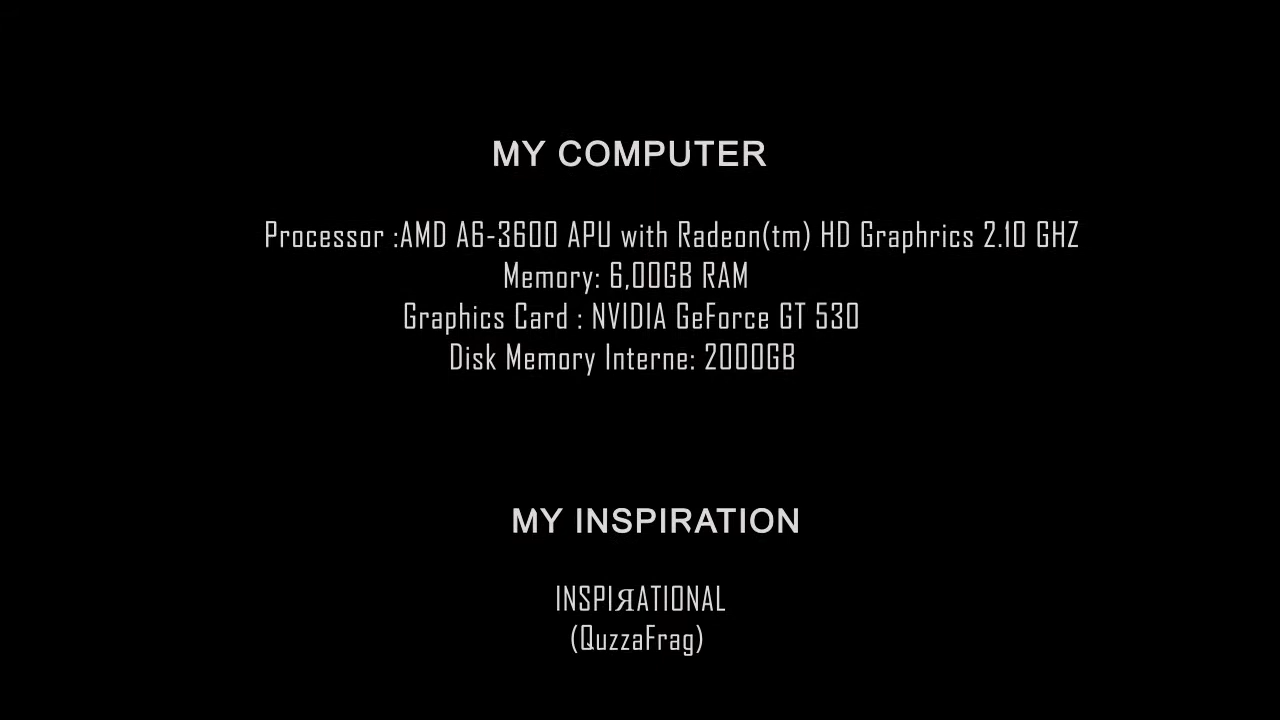 MY COMPUTER
Processor :AMD A6-3600 APU with Radeon(tm) HD Graphrics 2.10 GHZ
Memory: 6,00GB RAM
Graphics Card : NVIDIA GeForce GT 530
Disk Memory Interne: 2000GB
MY INSPIRATION
INSPIЯATIONAL
(QuzzaFrag)